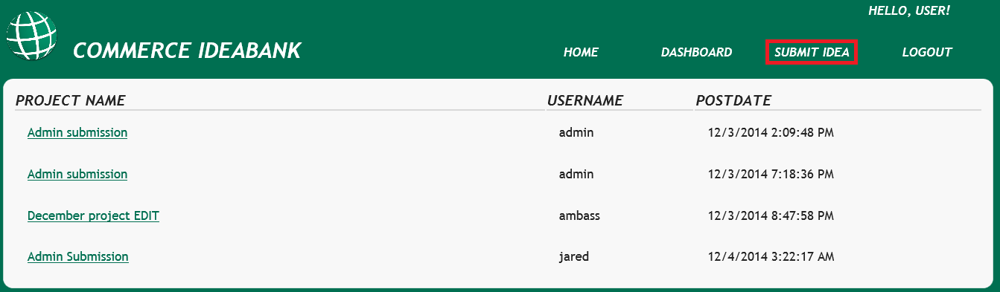 HELLO, USER!
COMMERCE IDEABANK HOME DASHBOARD SUBMIT IDEA LOGOUT
PROJECT NAME USERNAME POSTDATE
Admin submission admin 12/3/2014 2:09:48 PM
Admin submission admin 12/3/2014 7:18:36 PM
December project EDIT ambass 12/3/2014 8:47:58 PM
Admin Submission jared 12/4/2014 3:22:17 AM